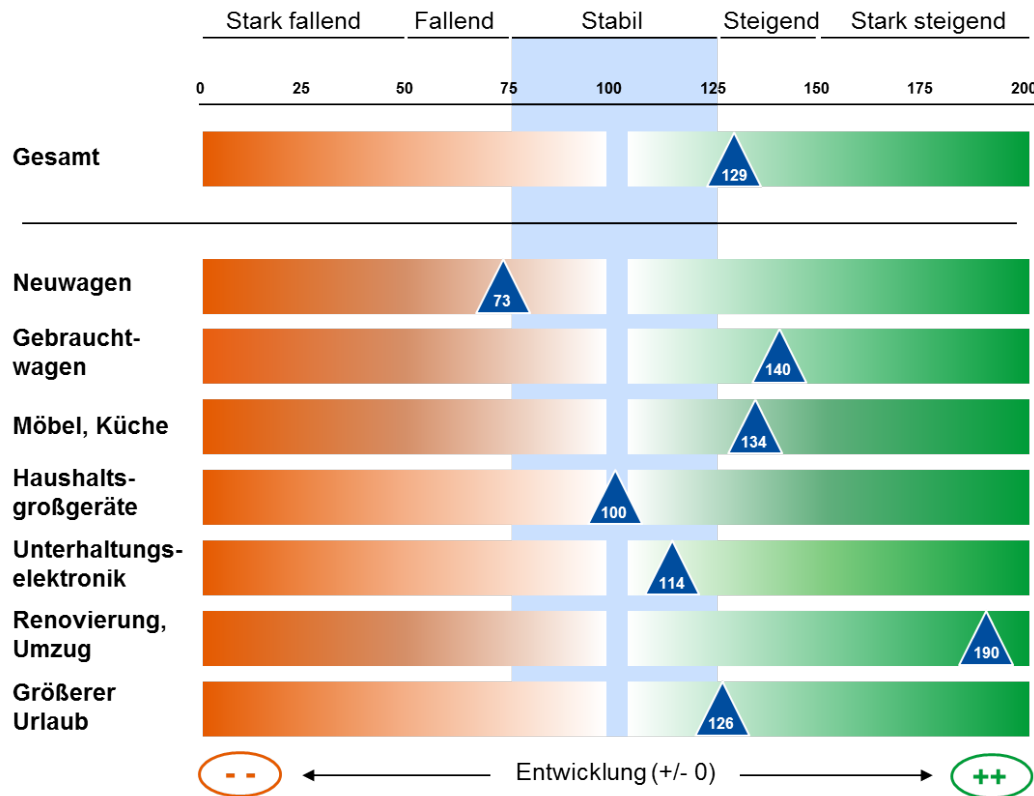 Stark fallend Fallend Stabil Steigend Stark steigend
0 25 50 75 100 125 150 175 200
Gesamt
129
Neuwagen
73
Gebraucht-
wagen
140
Möbel, Küche
134
Haushalts-
großgeräte
100
Unterhaltungs-
elektronik
114
Renovierung,
Umzug
190
Größerer
Urlaub
126
- - Entwicklung (+/- 0) ++